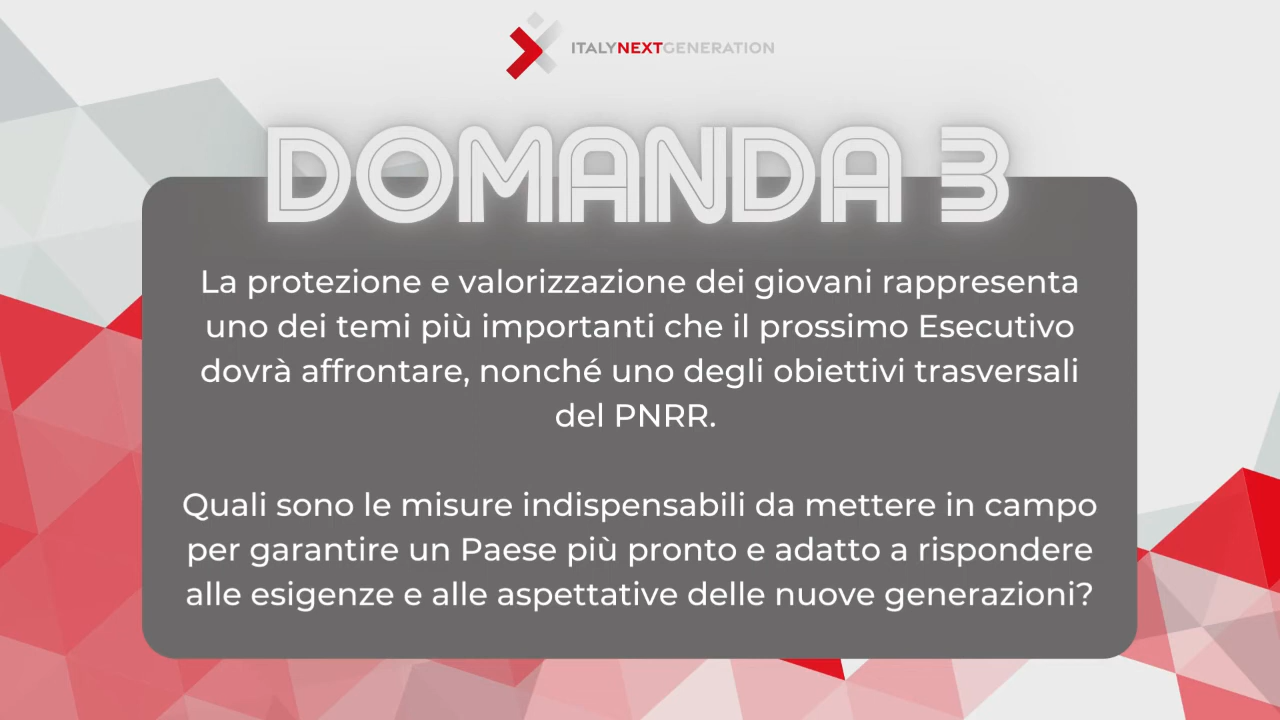 ITALYNEXTGENERATION
DOMANDA 3
La protezione e valorizzazione dei giovani rappresenta
uno dei temi più importanti che il prossimo Esecutivo
dovrà affrontare, nonché uno degli obiettivi trasversali
del PNRR.
Quali sono le misure indispensabili da mettere in campo
per garantire un Paese più pronto e adatto a rispondere
alle esigenze e alle aspettative delle nuove generazioni?